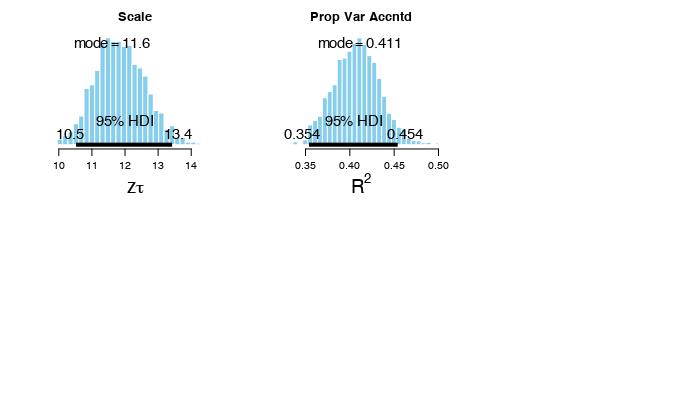 Scale
mode = 11.6
95% HDI
10.5 13.4
10 11 12 13 14
zτ
Prop Var Accntd
mode = 0.411
95% HDI
0.354 0.454
0.35 0.40 0.45 0.50
R²